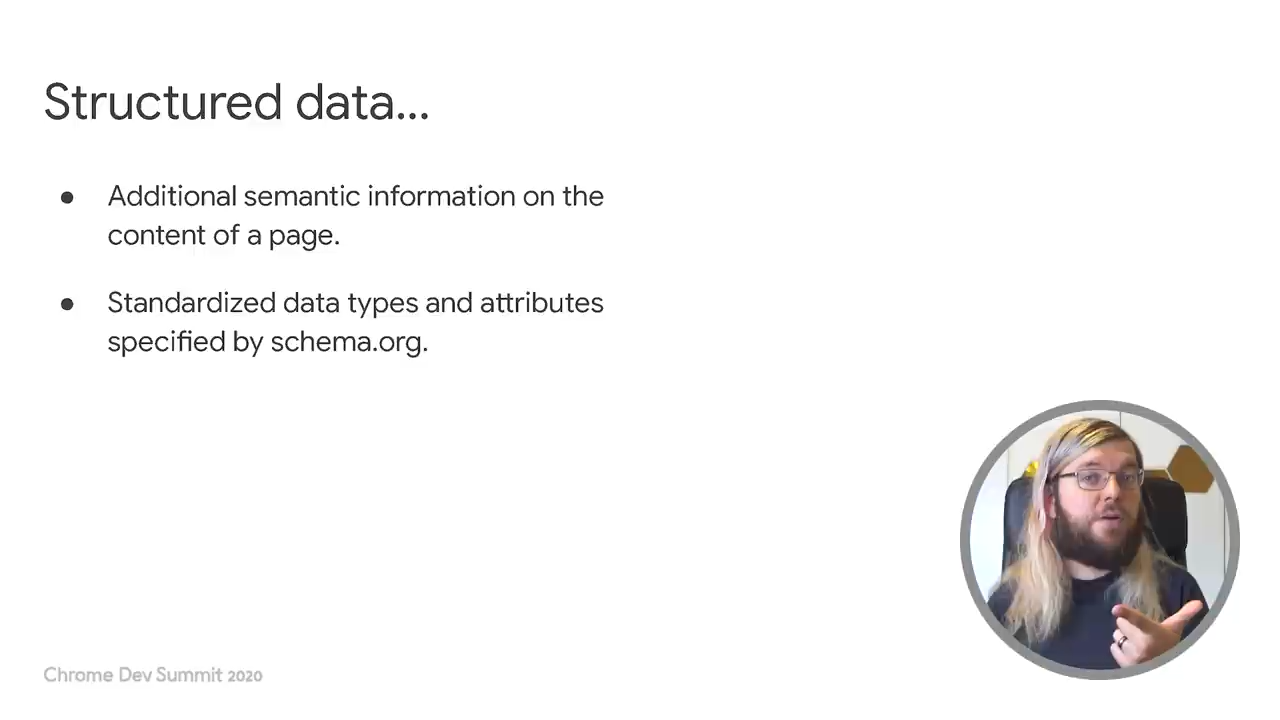 Structured data...
● Additional semantic information on the
content of a page.
● Standardized data types and attributes
specified by schema.org.
Chrome Dev Summit 2020